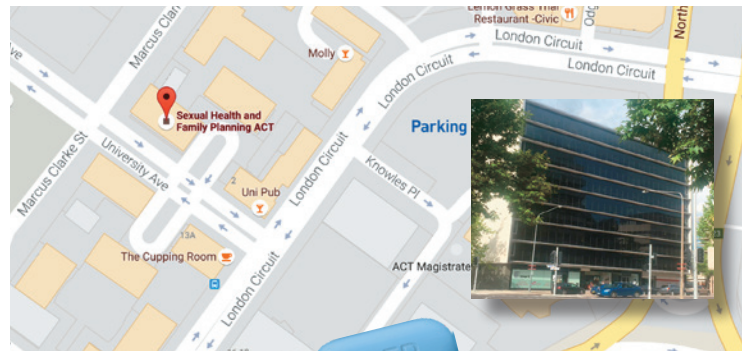 Lemon Grass Thai
Restaurant -Civic
North
Marcus Clarke
London Circuit
London Circuit
Molly
London Circuit
Ave
Sexual Health and
Family Planning ACT
Parking
University Ave
Knowles Pl
Marcus Clarke St
2
Uni Pub
London Circuit
13A
The Cupping Room
ACT Magistrate
London Circuit